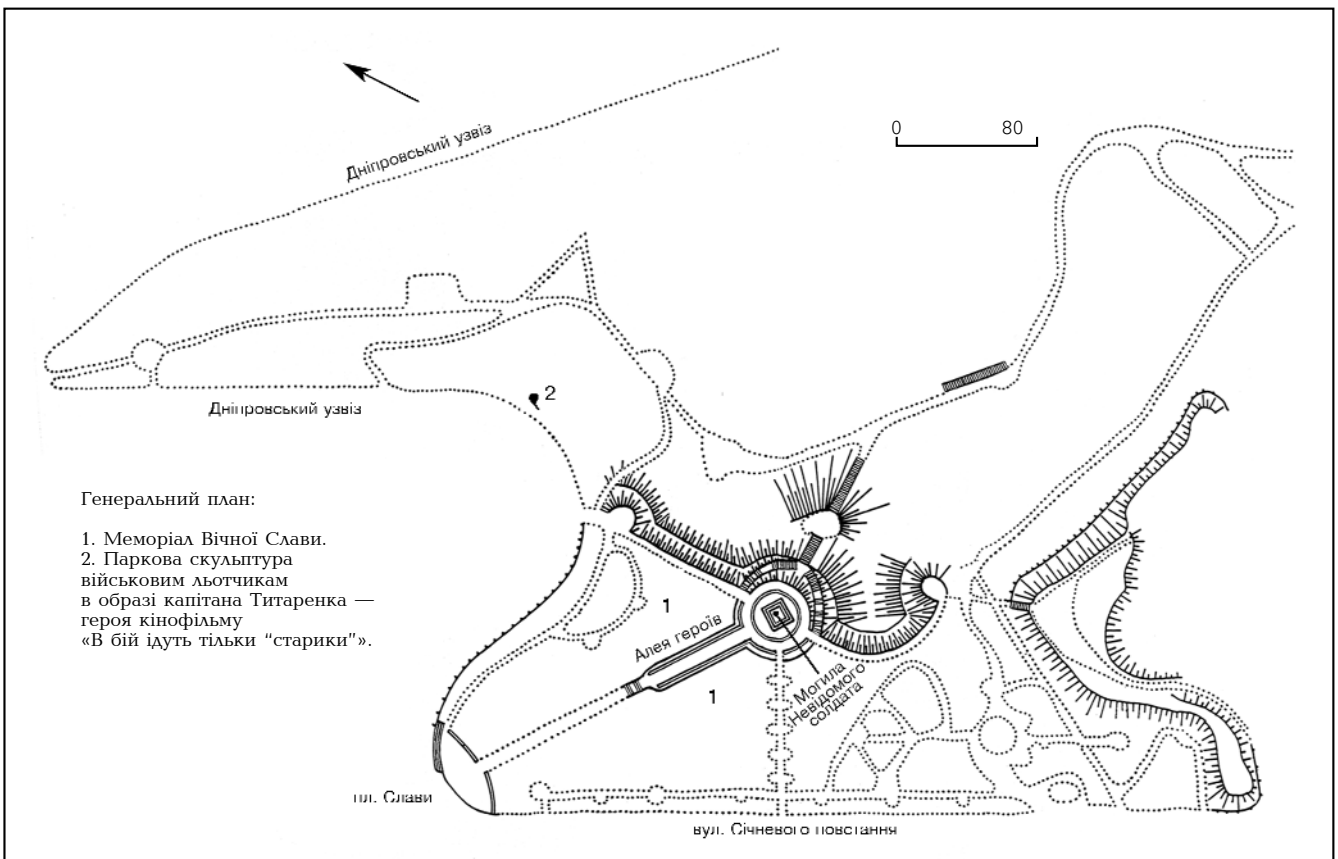 Дніпровський узвіз
0 80
2
Дніпровський узвіз
Генеральний план:
1. Меморіал Вічної Слави.
2. Паркова скульптура
військовим льотчикам
в образі капітана Титаренка —
героя кінофільму
«В бій ідуть тільки “старики”».
1
Алея героїв
1
Могила
Невідомого
солдата
пл. Слави
вул. Січневого повстання